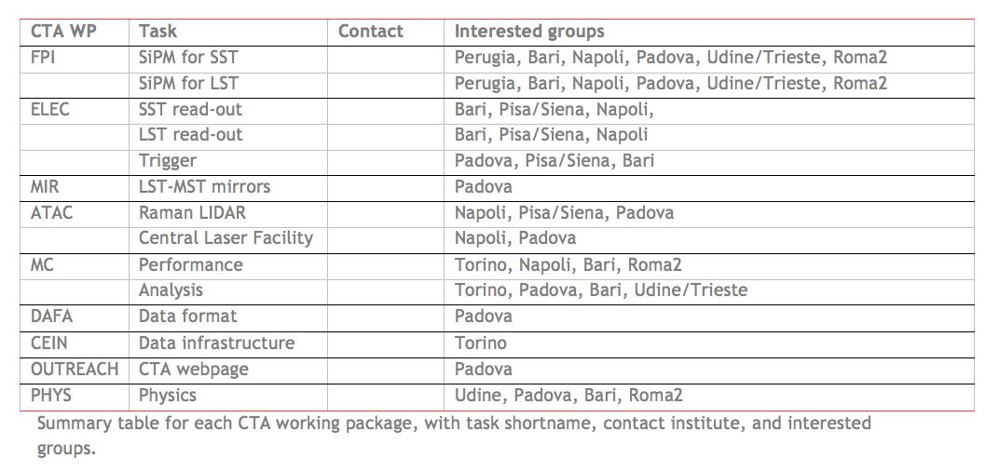 CTA WP Task Contact Interested groups
FPI SiPM for SST Perugia, Bari, Napoli, Padova, Udine/Trieste, Roma2
SiPM for LST Perugia, Bari, Napoli, Padova, Udine/Trieste, Roma2
ELEC SST read-out Bari, Pisa/Siena, Napoli,
LST read-out Bari, Pisa/Siena, Napoli
Trigger Padova, Pisa/Siena, Bari
MIR LST-MST mirrors Padova
ATAC Raman LIDAR Napoli, Pisa/Siena, Padova
Central Laser Facility Napoli, Padova
MC Performance Torino, Napoli, Bari, Roma2
Analysis Torino, Padova, Bari, Udine/Trieste
DAFA Data format Padova
CEIN Data infrastructure Torino
OUTREACH CTA webpage Padova
PHYS Physics Udine, Padova, Bari, Roma2
Summary table for each CTA working package, with task shortname, contact institute, and interested
groups.